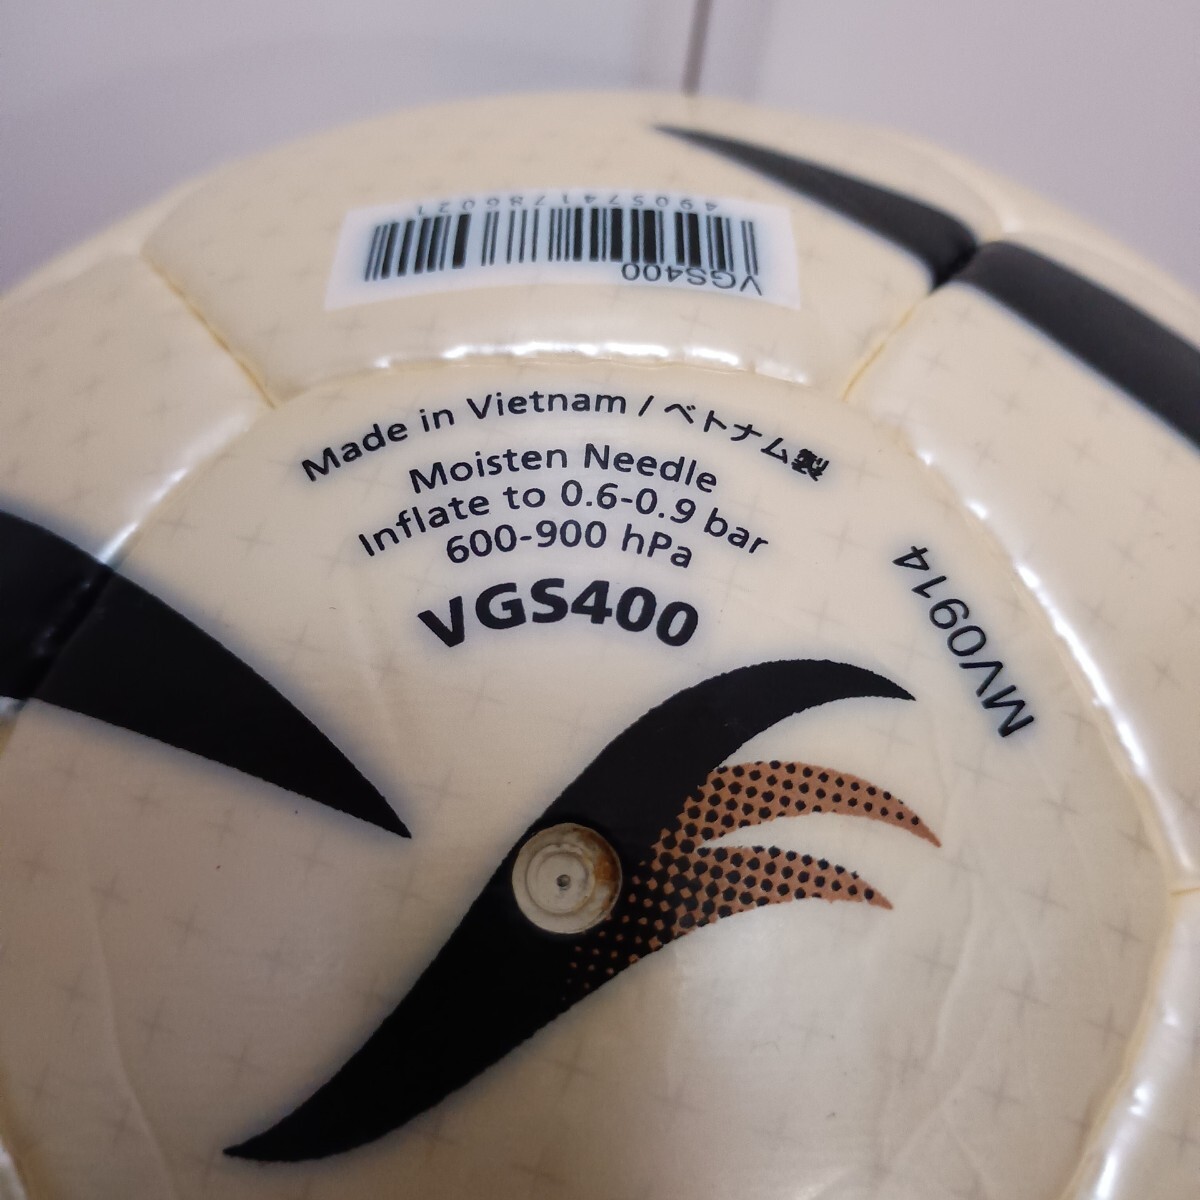 4905741786021
VGS400
Made in Vietnam / ベトナム製
Moisten Needle
Inflate to 0.6-0.9 bar
600-900 hPa
VGS400
MV0914